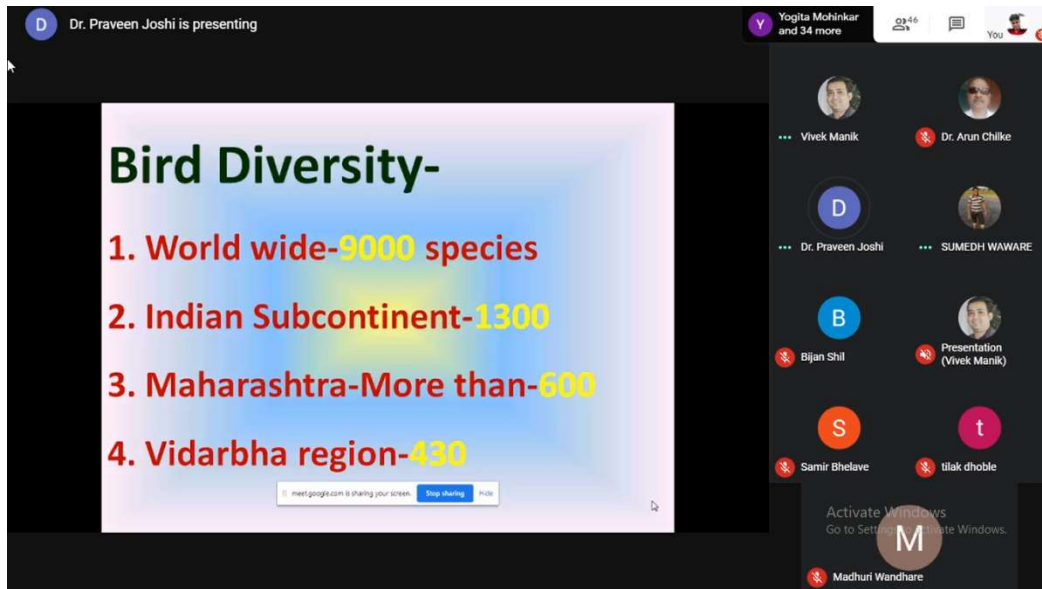 D Dr. Praveen Joshi is presenting
Y Yogita Mohinkar
and 34 more
46
You
Bird Diversity-
1. World wide-9000 species
2. Indian Subcontinent-1300
3. Maharashtra-More than-600
4. Vidarbha region-430
meet.google.com is sharing your screen. Stop sharing Hide
Vivek Manik
Dr. Arun Chilke
D
Dr. Praveen Joshi
SUMEDH WAWARE
B
Bijan Shil
Presentation
(Vivek Manik)
S
Samir Bhelave
t
tilak dhoble
Activate Windows
Go to Settings to activate Windows.
M
Madhuri Wandhare